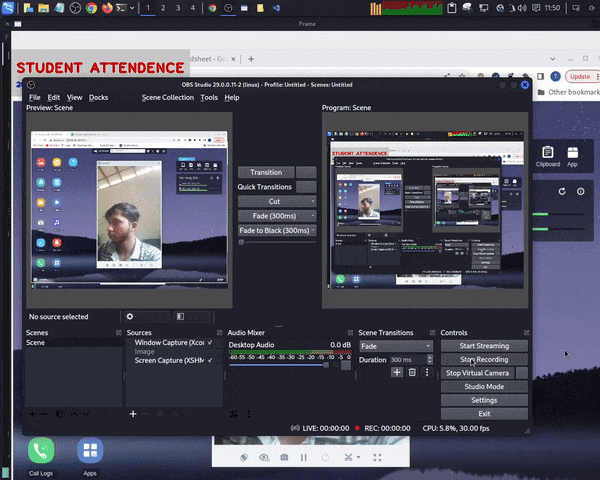 1 2 3 4
11:50
Frame
STUDENT ATTENDENCE
Update
Other bookmarks
OBS Studio 29.0.0.11-2 (linux) - Profile: Untitled - Scenes: Untitled
File Edit View Docks Scene Collection Tools Help
Preview: Scene
Program: Scene
Transition
Quick Transitions
Cut
Fade (300ms)
Fade to Black (300ms)
Clipboard App
No source selected
Scenes Sources Audio Mixer Scene Transitions Controls
Scene
Window Capture (Xcor
Image
Screen Capture (XSHM
Desktop Audio 0.0 dB
-60 -55 -50 -45 -40 -35 -30 -25 -20 -15 -10 -5 0
Fade
Duration 300 ms
Start Streaming
Stop Recording
Stop Virtual Camera
Studio Mode
Settings
Exit
LIVE: 00:00:00 REC: 00:00:00 CPU: 5.8%, 30.00 fps
Call Logs Apps